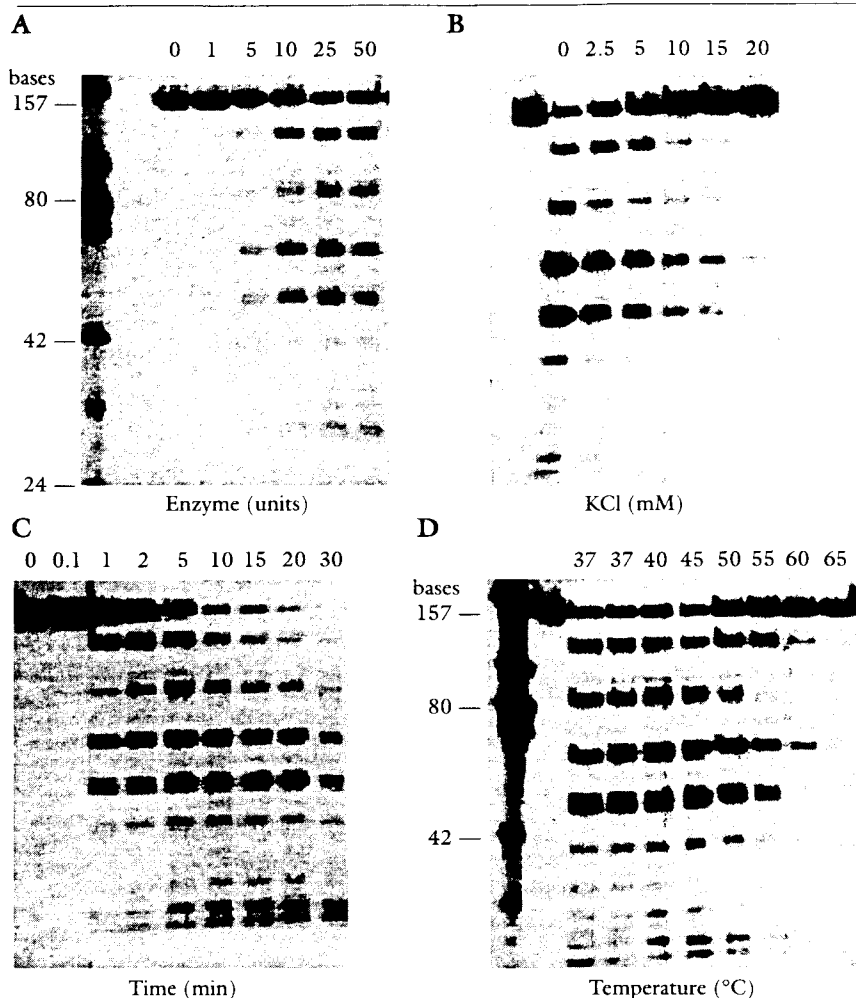 A
0 1 5 10 25 50
bases
157
80
42
24
Enzyme (units)
B
0 2.5 5 10 15 20
KCl (mM)
C
0 0.1 1 2 5 10 15 20 30
Time (min)
D
37 37 40 45 50 55 60 65
bases
157
80
42
Temperature (°C)